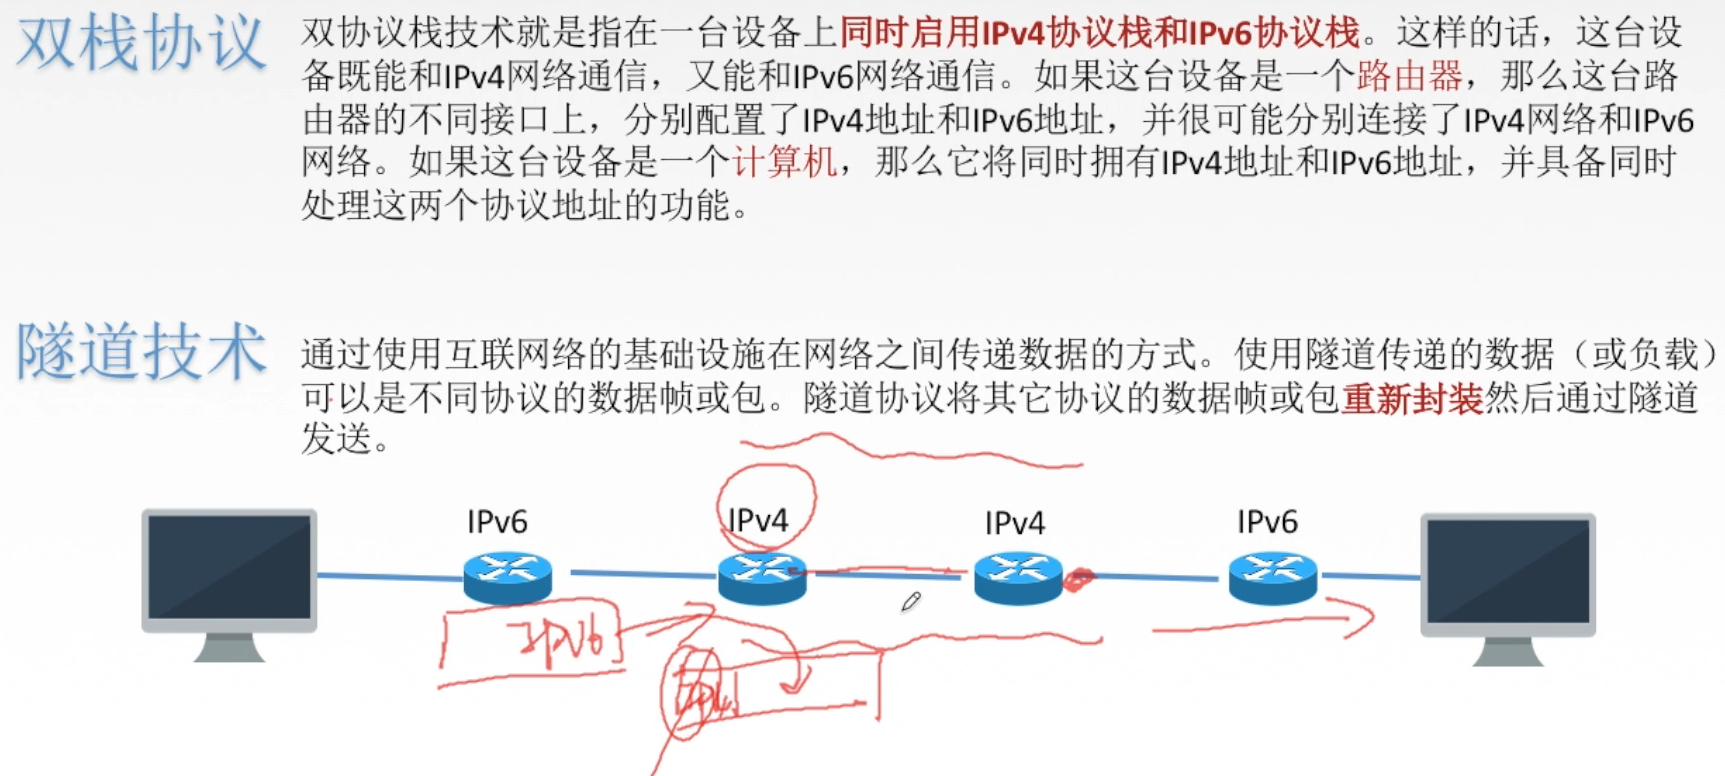 双栈协议
双协议栈技术就是指在一台设备上同时启用IPv4协议栈和IPv6协议栈。这样的话，这台设
备既能和IPv4网络通信，又能和IPv6网络通信。如果这台设备是一个路由器，那么这台路
由器的不同接口上，分别配置了IPv4地址和IPv6地址，并很可能分别连接了IPv4网络和IPv6
网络。如果这台设备是一个计算机，那么它将同时拥有IPv4地址和IPv6地址，并具备同时
处理这两个协议地址的功能。
隧道技术
通过使用互联网络的基础设施在网络之间传递数据的方式。使用隧道传递的数据（或负载）
可以是不同协议的数据帧或包。隧道协议将其它协议的数据帧或包重新封装然后通过隧道
发送。
IPv6
IPv4
IPv4
IPv6
IPV6